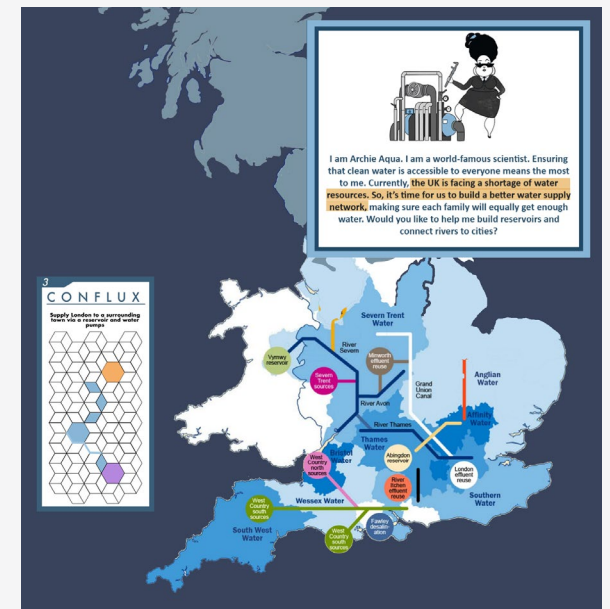 I am Archie Aqua. I am a world-famous scientist. Ensuring
that clean water is accessible to everyone means the most
to me. Currently, the UK is facing a shortage of water
resources. So, it's time for us to build a better water supply
network, making sure each family will equally get enough
water. Would you like to help me build reservoirs and
connect rivers to cities?
3
CONFLUX
Supply London to a surrounding
town via a reservoir and water
pumps
Severn Trent
Water
River
Severn
Vyrnwy
reservoir
Minworth
effluent
reuse
Severn
Trent
sources
Anglian
Water
Grand
Union
Canal
River Avon
Affinity
Water
River Thames
Thames
Water
Bristol
Water
Abingdon
reservoir
West
Country
north
sources
London
effluent
reuse
River
Itchen
effluent
reuse
Wessex Water
Southern
Water
West
Country
south
sources
Fawley
desalin-
ation
South West
Water
West
Country
south
sources